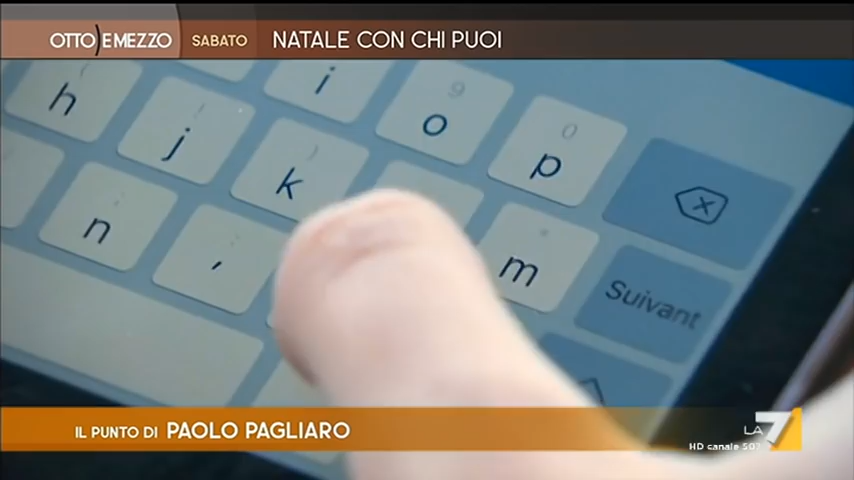 OTTO E MEZZO SABATO NATALE CON CHI PUOI
i 9 0
h j o p
k
n , m Suivant
IL PUNTO DI PAOLO PAGLIARO
LA7
HD canale 507